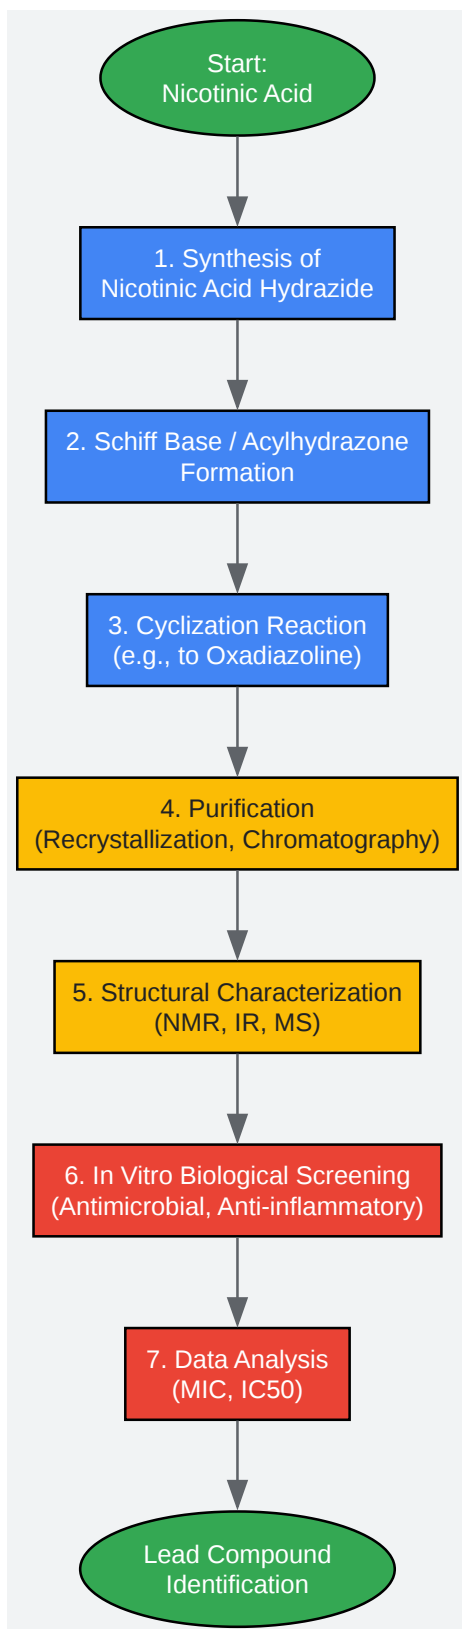 Start:
Nicotinic Acid
1. Synthesis of
Nicotinic Acid Hydrazide
2. Schiff Base / Acylhydrazone
Formation
3. Cyclization Reaction
(e.g., to Oxadiazoline)
4. Purification
(Recrystallization, Chromatography)
5. Structural Characterization
(NMR, IR, MS)
6. In Vitro Biological Screening
(Antimicrobial, Anti-inflammatory)
7. Data Analysis
(MIC, IC50)
Lead Compound
Identification